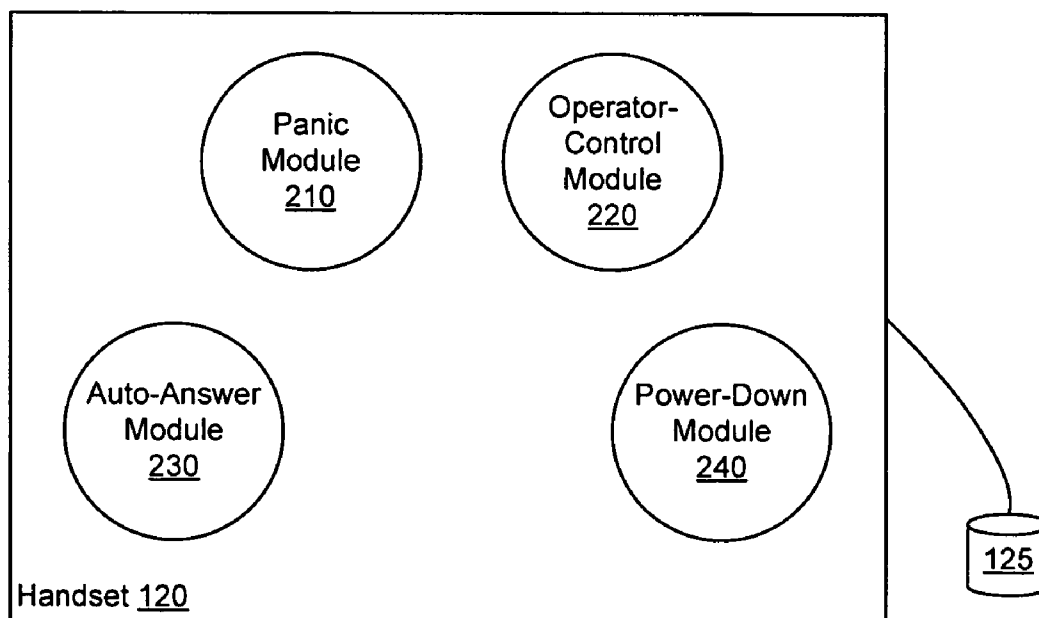 Panic
Module
210
Operator-
Control
Module
220
Auto-Answer
Module
230
Power-Down
Module
240
125
Handset 120